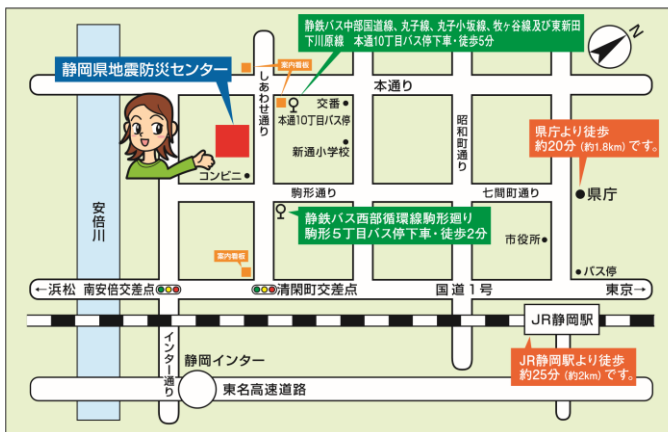 静鉄バス中部国道線、丸子線、丸子小坂線、牧ヶ谷線及び東新田
下川原線 本通10丁目バス停下車・徒歩5分
N
静岡県地震防災センター
案内看板
しあわせ通り
案内看板
本通り
交番
本通10丁目バス停
新通小学校
昭和町通り
県庁より徒歩
約20分(約1.8km)です。
コンビニ
駒形通り
七間町通り
県庁
安倍川
静鉄バス西部循環線駒形廻り
駒形5丁目バス停下車・徒歩2分
市役所
案内看板
バス停
←浜松
南安倍交差点
清閑町交差点
国道1号
東京→
JR静岡駅
インター通り
静岡インター
東名高速道路
JR静岡駅より徒歩
約25分(約2km)です。